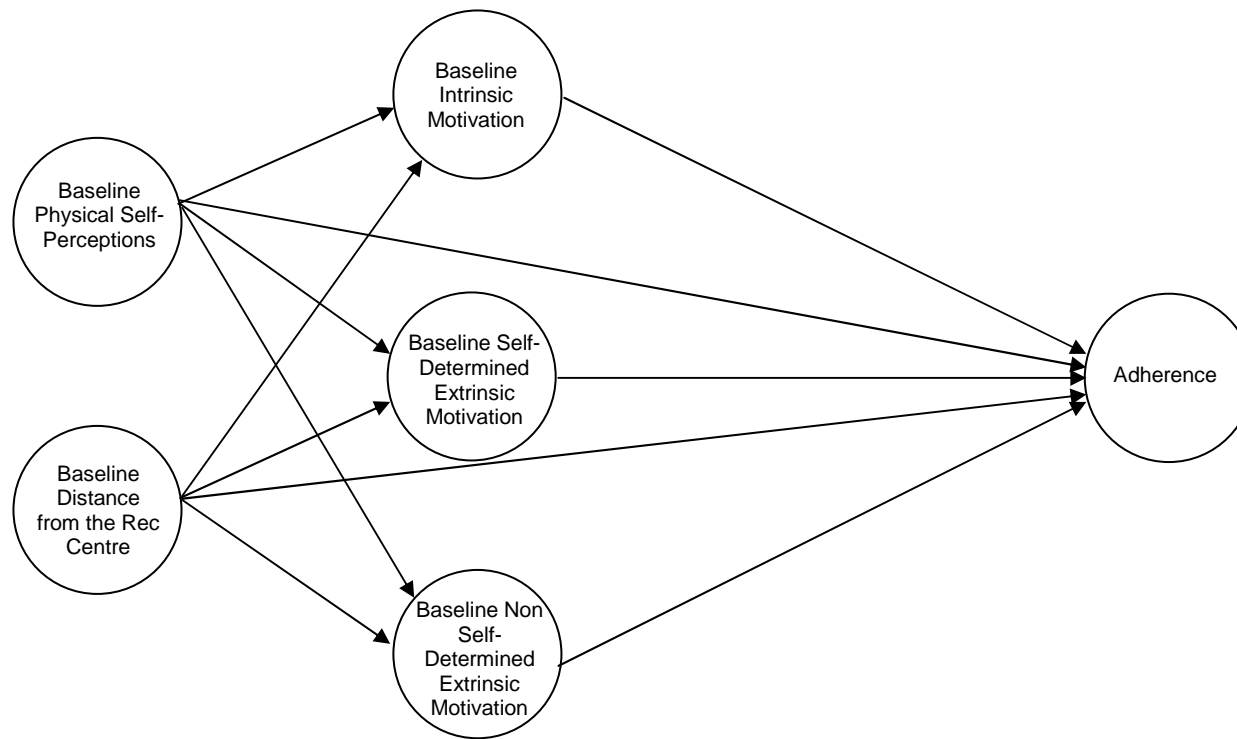 Baseline
Intrinsic
Motivation
Baseline
Physical Self-
Perceptions
Baseline Self-
Determined
Extrinsic
Motivation
Adherence
Baseline
Distance
from the Rec
Centre
Baseline Non
Self-
Determined
Extrinsic
Motivation